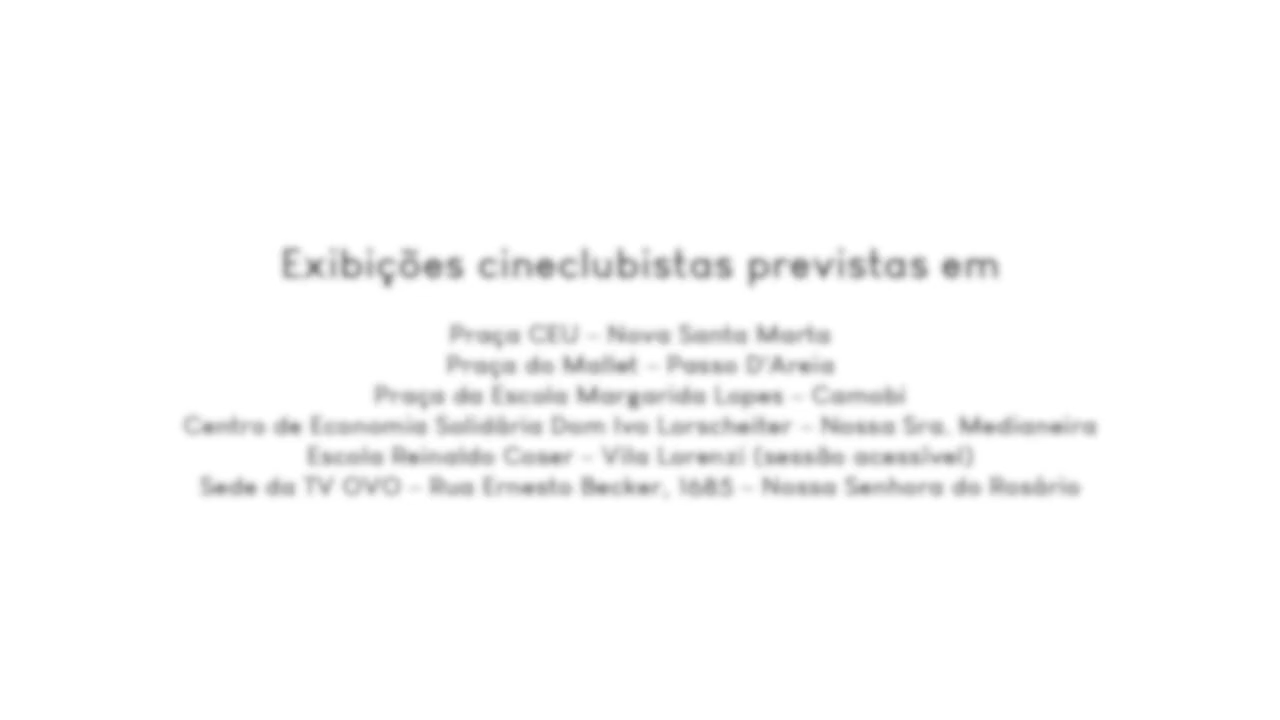 Exibições cineclubistas previstas em
Praça CEU - Nova Santa Marta
Praça do Mallet - Passo D'Areia
Praça da Escola Margarida Lopes - Camobi
Centro de Economia Solidária Dom Ivo Lorscheiter - Nossa Sra. Medianeira
Escola Reinaldo Coser - Vila Lorenzi (sessão acessível)
Sede da TV OVO - Rua Ernesto Becker, 1685 - Nossa Senhora do Rosário